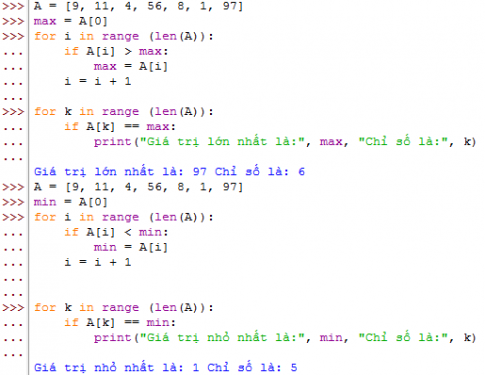 >>> A = [9, 11, 4, 56, 8, 1, 97]
>>> max = A[0]
>>> for i in range (len(A)):
...     if A[i] > max:
...         max = A[i]
...     i = i + 1
...
>>> for k in range (len(A)):
...     if A[k] == max:
...         print("Giá trị lớn nhất là:", max, "Chỉ số là:", k)
...
Giá trị lớn nhất là: 97 Chỉ số là: 6
>>> A = [9, 11, 4, 56, 8, 1, 97]
>>> min = A[0]
>>> for i in range (len(A)):
...     if A[i] < min:
...         min = A[i]
...     i = i + 1
...
...
>>> for k in range (len(A)):
...     if A[k] == min:
...         print("Giá trị nhỏ nhất là:", min, "Chỉ số là:", k)
...
Giá trị nhỏ nhất là: 1 Chỉ số là: 5